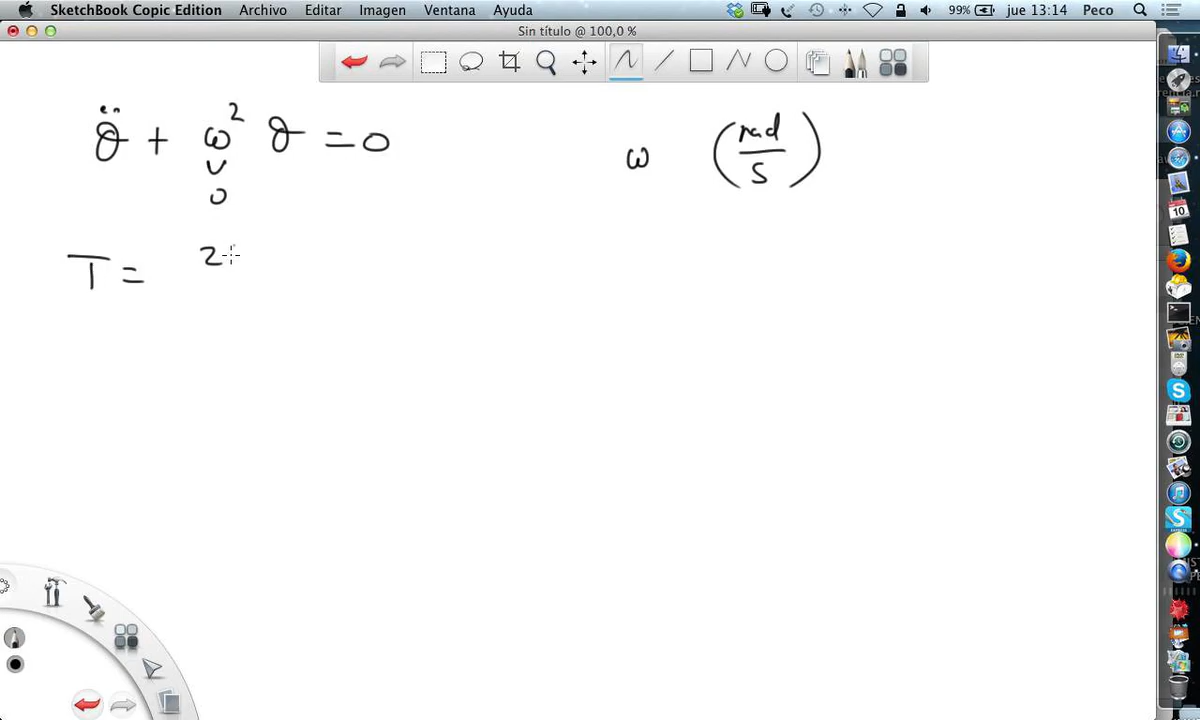 SketchBook Copic Edition Archivo Editar Imagen Ventana Ayuda 99% jue 13:14 Peco
Sin título @ 100,0 %
θ̈ + ω² θ = 0
v
0
ω (rad/s)
T = 2
10